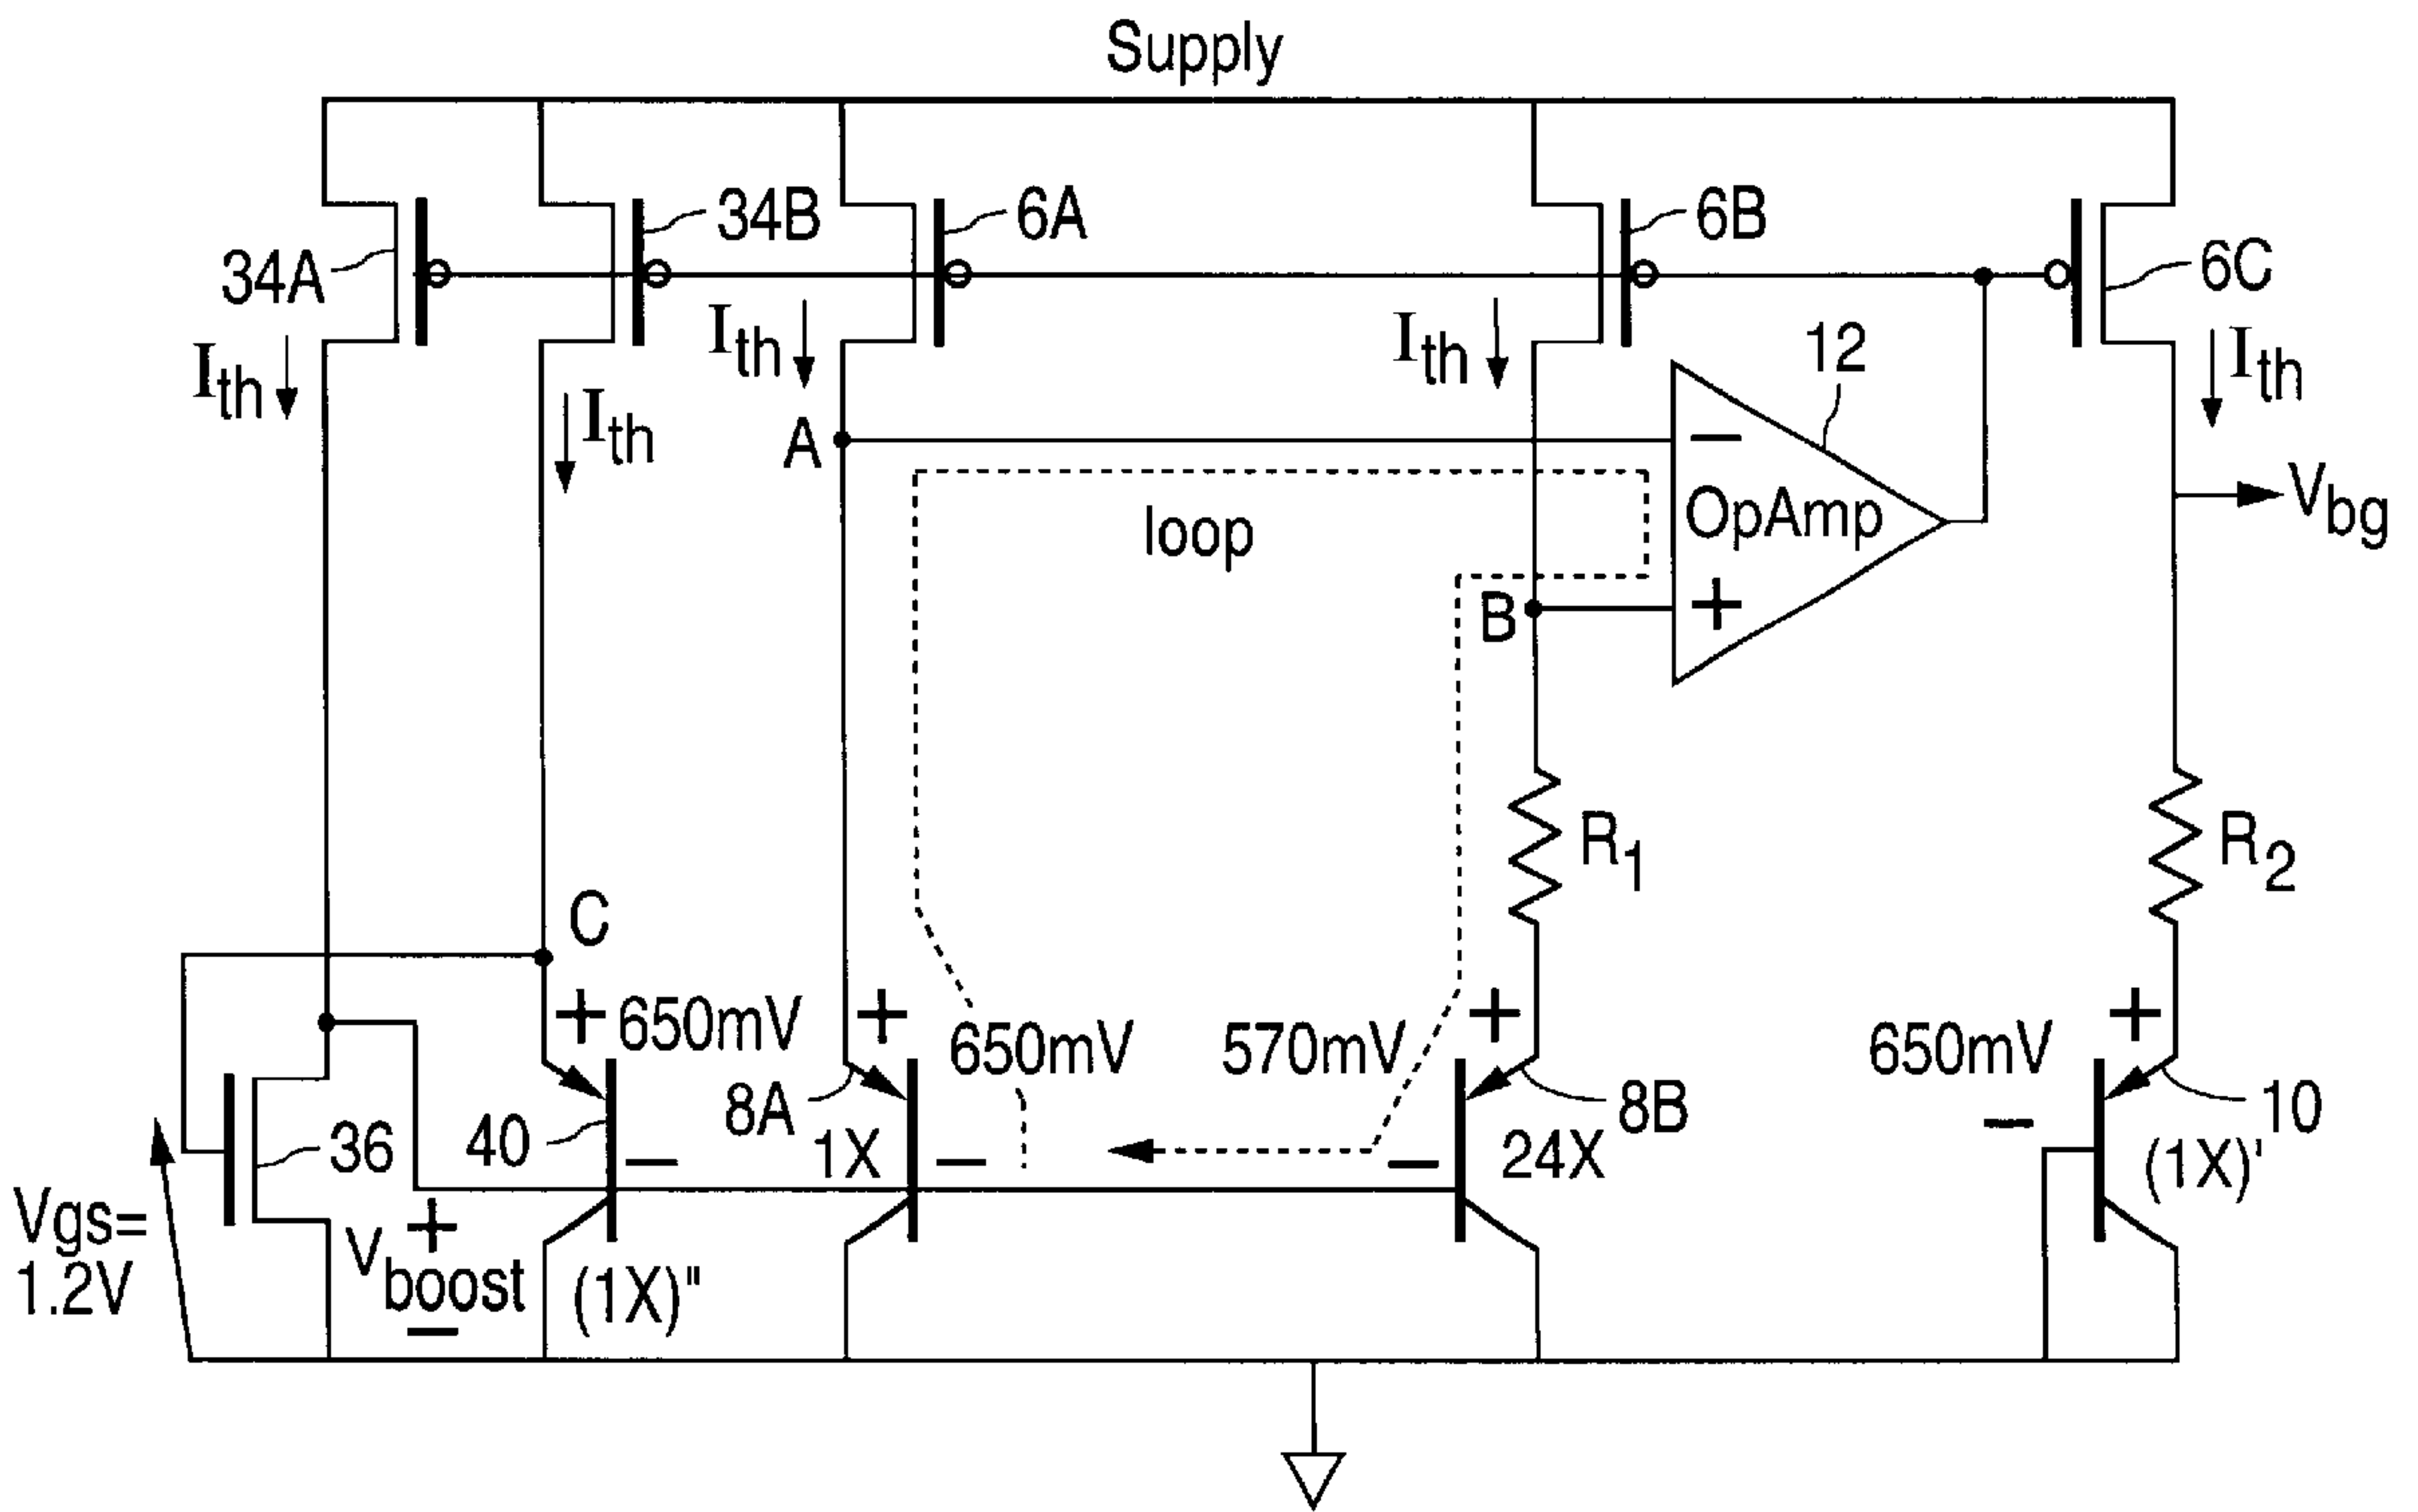 Supply
34A
34B
6A
6B
6C
Ith
Ith
Ith
Ith
Ith
12
A
−
OpAmp
+
loop
B
Vbg
R1
R2
C
+ 650mV
+
650mV
570mV
+
650mV
+
−
36
40
8A
1X
−
−
−
8B
24X
10
(1X)'
Vgs=
1.2V
+
Vboost
−
(1X)"